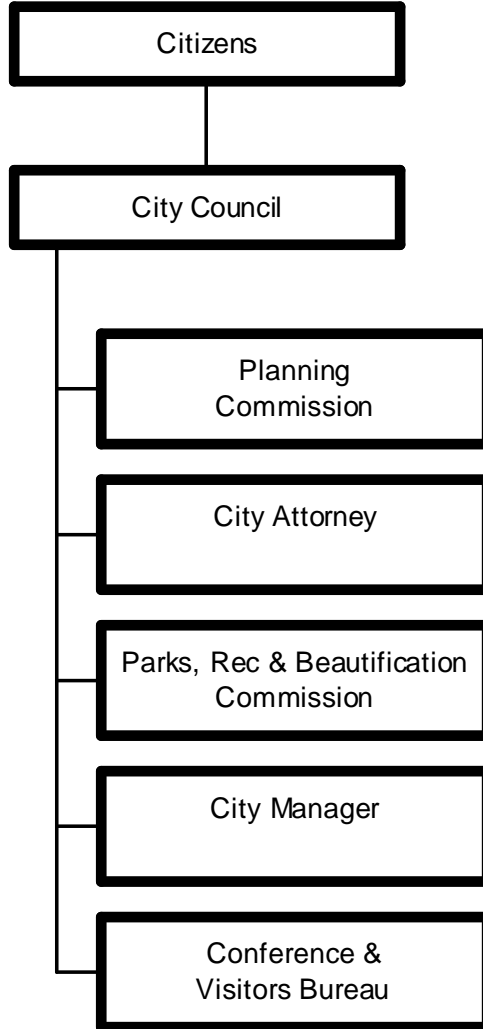 Citizens
City Council
Planning
Commission
City Attorney
Parks, Rec & Beautification
Commission
City Manager
Conference &
Visitors Bureau